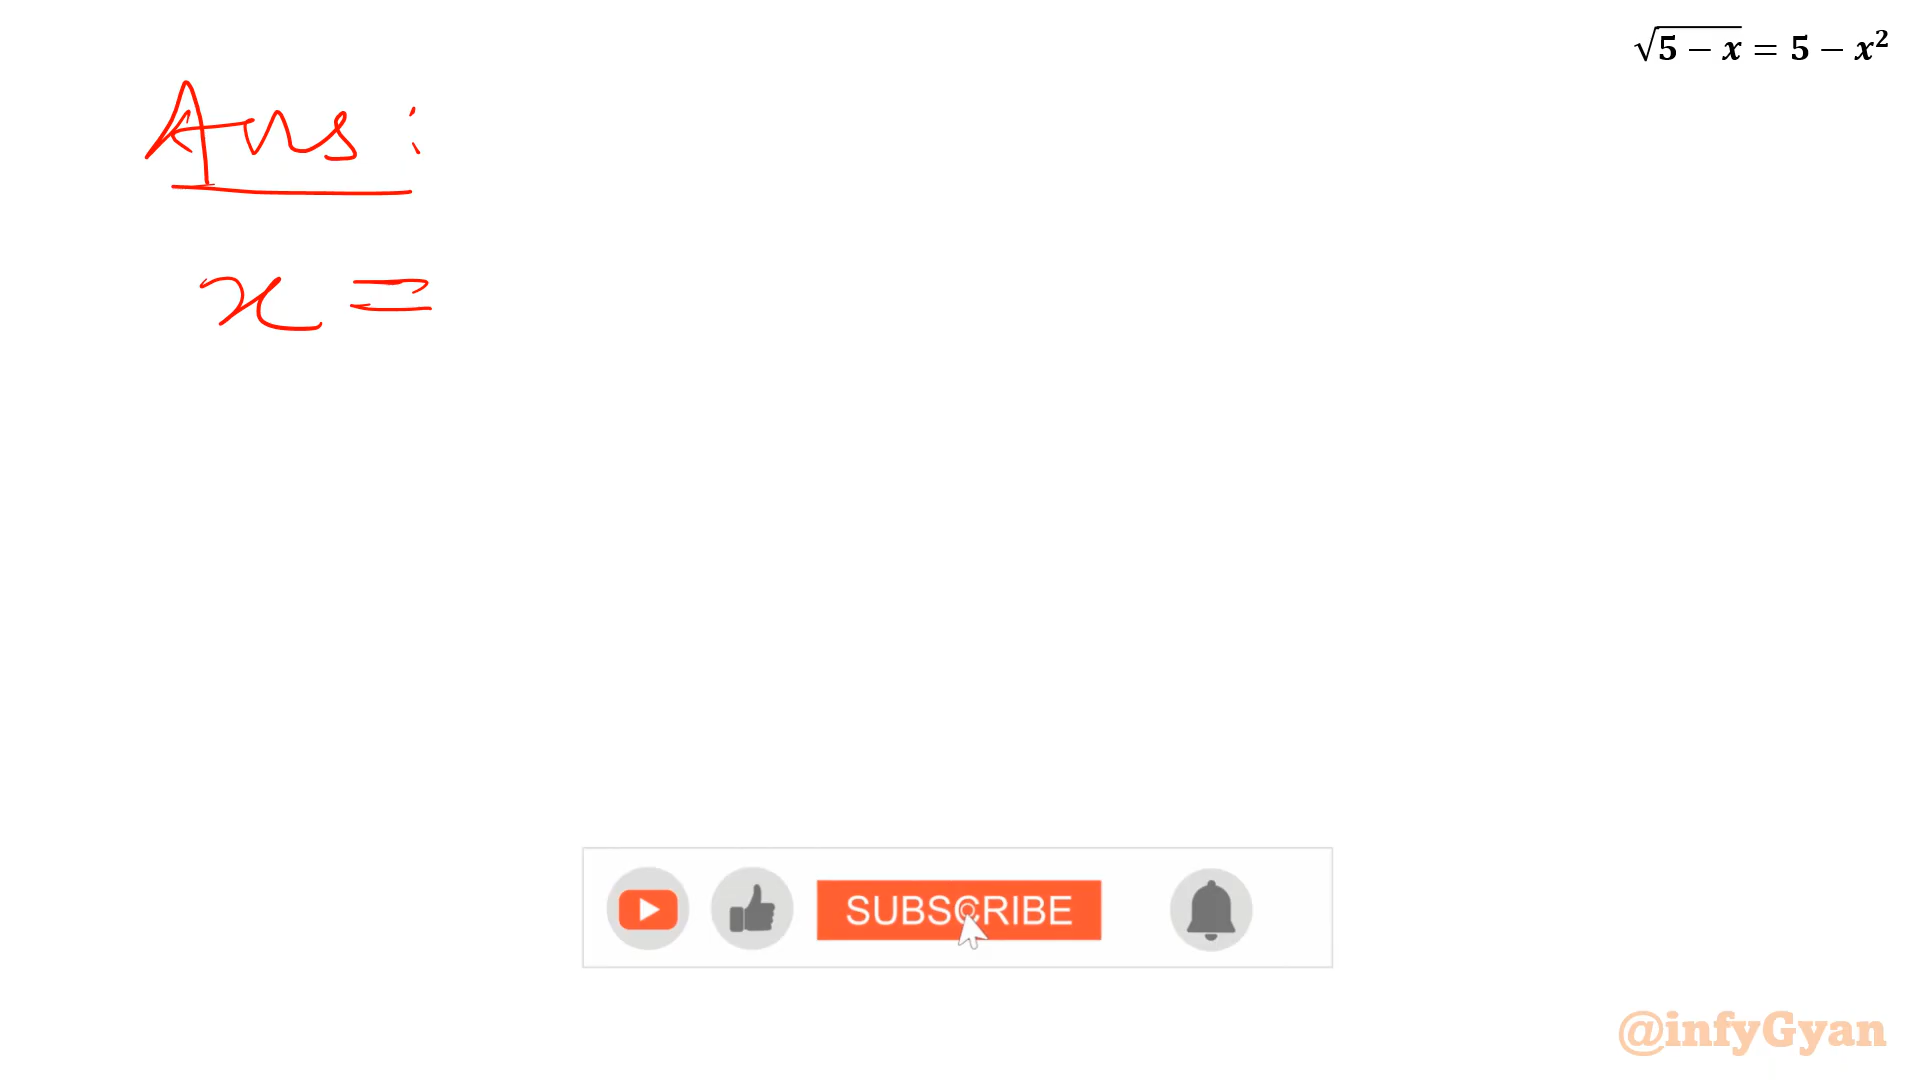 √5 − x = 5 − x²
Ans :
x =
SUBSCRIBE
@infyGyan